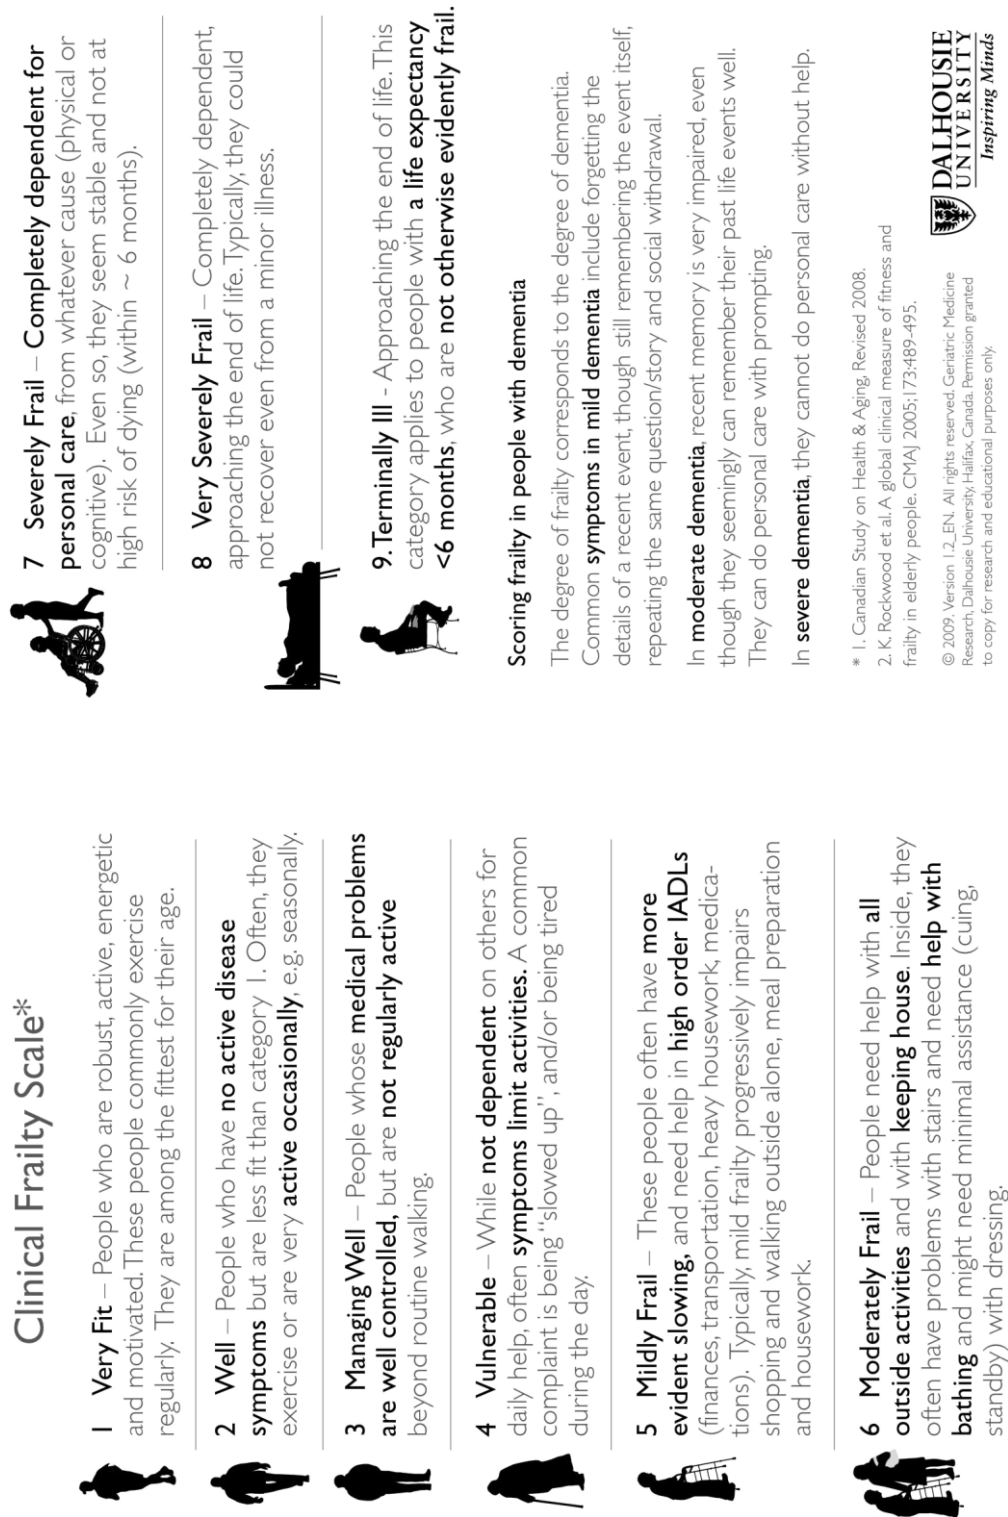 Clinical Frailty Scale*
1 Very Fit – People who are robust, active, energetic
and motivated. These people commonly exercise
regularly. They are among the fittest for their age.
2 Well – People who have no active disease
symptoms but are less fit than category 1. Often, they
exercise or are very active occasionally, e.g. seasonally.
3 Managing Well – People whose medical problems
are well controlled, but are not regularly active
beyond routine walking.
4 Vulnerable – While not dependent on others for
daily help, often symptoms limit activities. A common
complaint is being “slowed up”, and/or being tired
during the day.
5 Mildly Frail – These people often have more
evident slowing, and need help in high order IADLs
(finances, transportation, heavy housework, medica-
tions). Typically, mild frailty progressively impairs
shopping and walking outside alone, meal preparation
and housework.
6 Moderately Frail – People need help with all
outside activities and with keeping house. Inside, they
often have problems with stairs and need help with
bathing and might need minimal assistance (cuing,
standby) with dressing.
7 Severely Frail – Completely dependent for
personal care, from whatever cause (physical or
cognitive). Even so, they seem stable and not at
high risk of dying (within ~ 6 months).
8 Very Severely Frail – Completely dependent,
approaching the end of life. Typically, they could
not recover even from a minor illness.
9. Terminally Ill - Approaching the end of life. This
category applies to people with a life expectancy
<6 months, who are not otherwise evidently frail.
Scoring frailty in people with dementia
The degree of frailty corresponds to the degree of dementia.
Common symptoms in mild dementia include forgetting the
details of a recent event, though still remembering the event itself,
repeating the same question/story and social withdrawal.
In moderate dementia, recent memory is very impaired, even
though they seemingly can remember their past life events well.
They can do personal care with prompting.
In severe dementia, they cannot do personal care without help.
* 1. Canadian Study on Health & Aging, Revised 2008.
2. K. Rockwood et al. A global clinical measure of fitness and
frailty in elderly people. CMAJ 2005;173:489-495.
© 2009. Version 1.2_EN. All rights reserved. Geriatric Medicine
Research, Dalhousie University, Halifax, Canada. Permission granted
to copy for research and educational purposes only.
DALHOUSIE
UNIVERSITY
Inspiring Minds